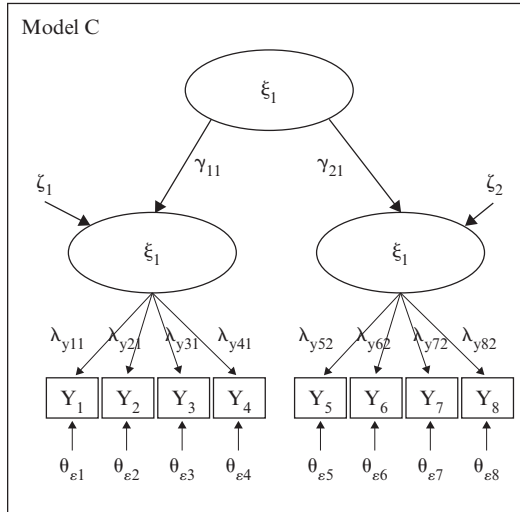 Model C
ξ₁
γ₁₁ γ₂₁
ζ₁ ζ₂
ξ₁ ξ₁
λy11 λy21 λy31 λy41 λy52 λy62 λy72 λy82
Y₁ Y₂ Y₃ Y₄ Y₅ Y₆ Y₇ Y₈
θε1 θε2 θε3 θε4 θε5 θε6 θε7 θε8